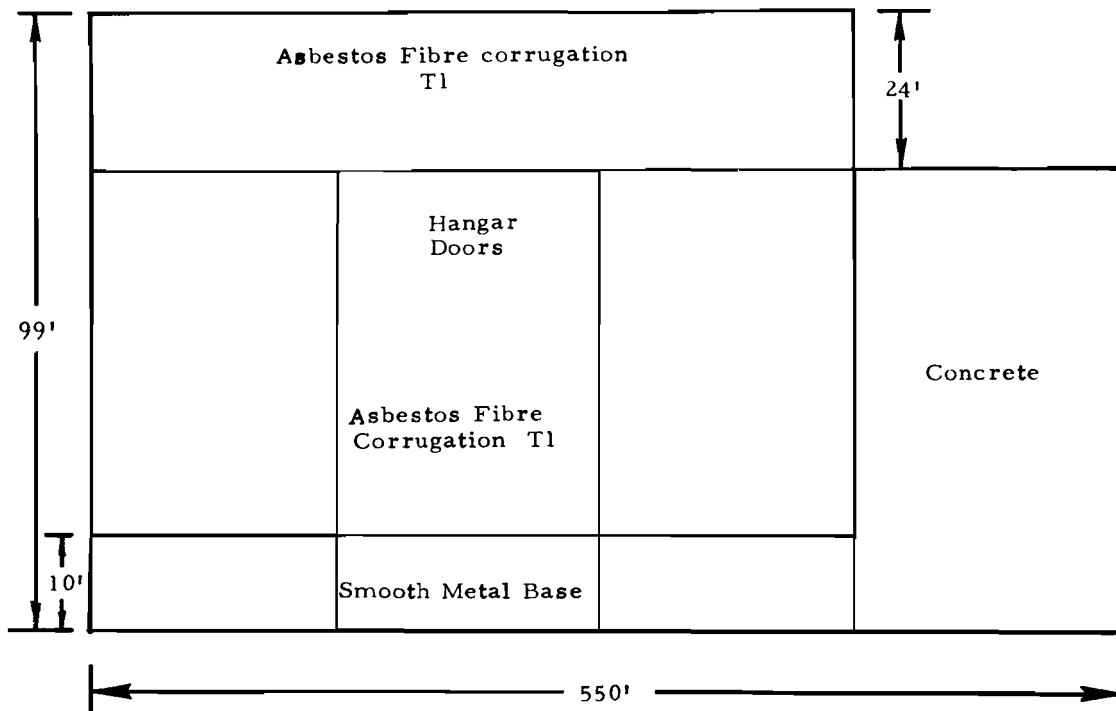 Asbestos Fibre corrugation
T1
24'
Hangar
Doors
99'
Concrete
Asbestos Fibre
Corrugation T1
10'
Smooth Metal Base
550'